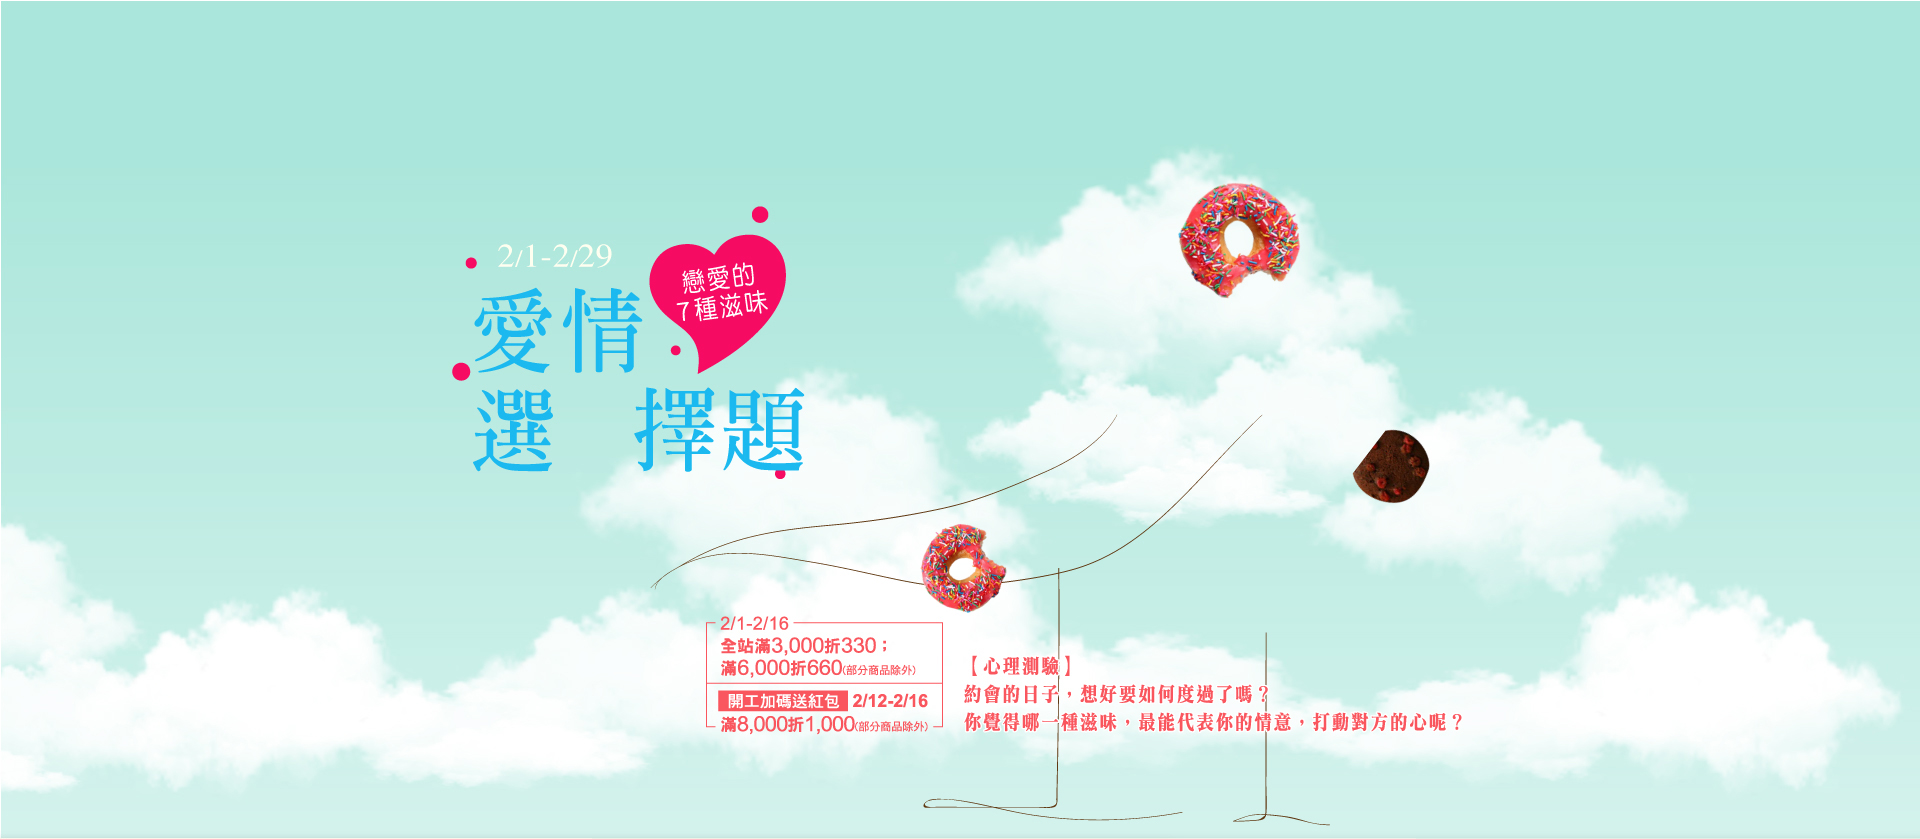 2/1-2/29
戀愛的
7種滋味
愛情
選擇題
2/1-2/16
全站滿3,000折330；
滿6,000折660(部分商品除外)
開工加碼送紅包 2/12-2/16
滿8,000折1,000(部分商品除外)
【心理測驗】
約會的日子，想好要如何度過了嗎？
你覺得哪一種滋味，最能代表你的情意，打動對方的心呢？